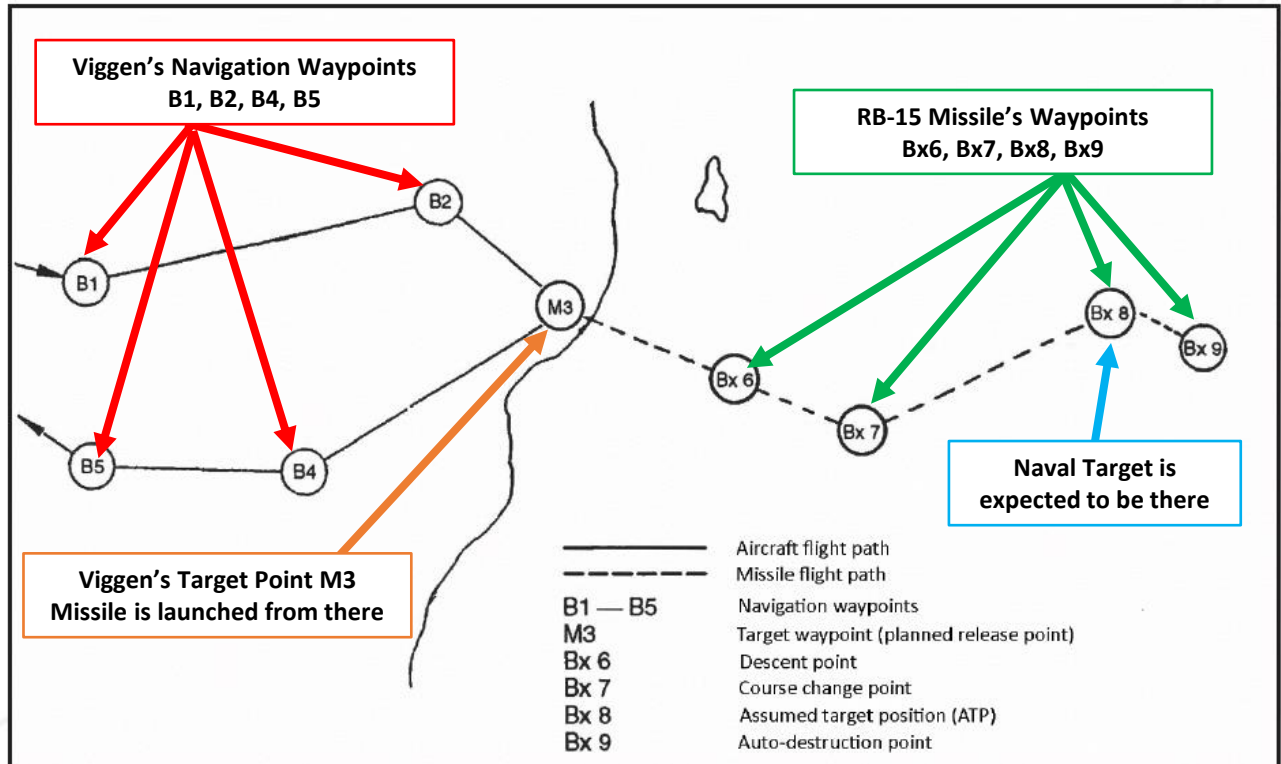 Viggen's Navigation Waypoints
B1, B2, B4, B5
RB-15 Missile's Waypoints
Bx6, Bx7, Bx8, Bx9
B2
B1
M3
Bx 8
Bx 9
Bx 6
Bx 7
B5
B4
Naval Target is
expected to be there
Viggen's Target Point M3
Missile is launched from there
Aircraft flight path
Missile flight path
B1 — B5 Navigation waypoints
M3 Target waypoint (planned release point)
Bx 6 Descent point
Bx 7 Course change point
Bx 8 Assumed target position (ATP)
Bx 9 Auto-destruction point